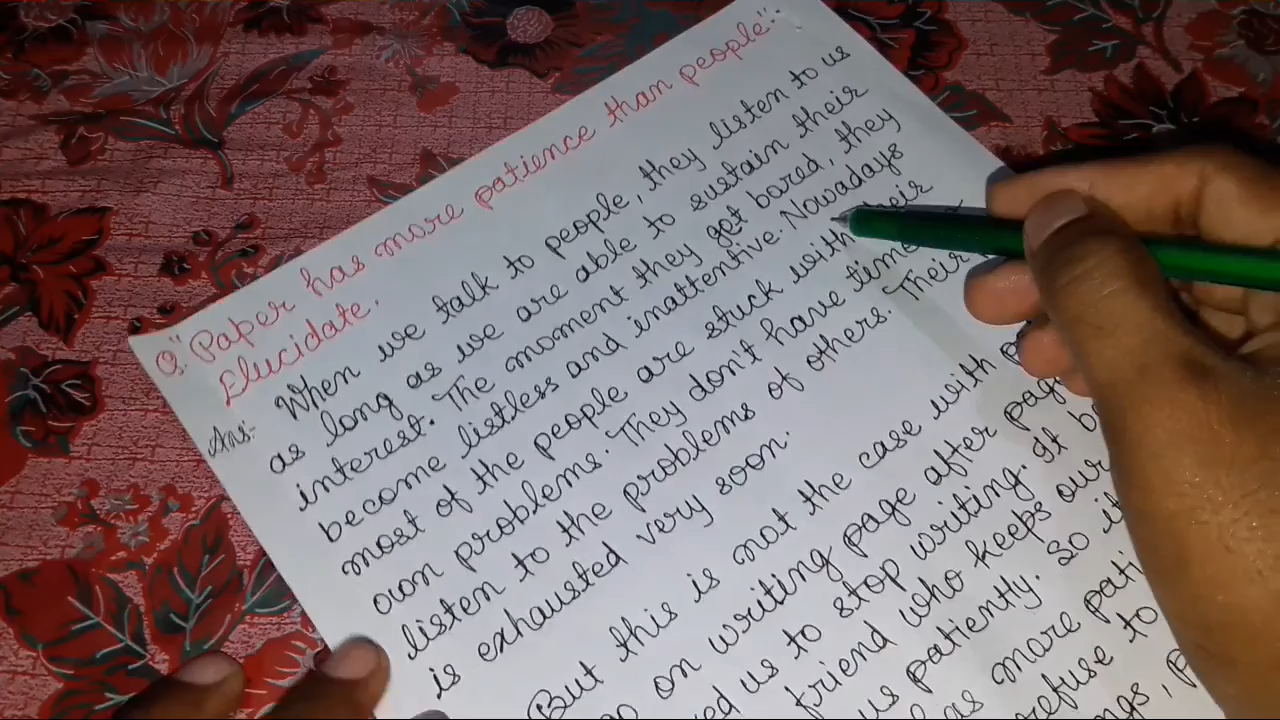 Q. "Paper has more patience than people".
Elucidate.
Ans:- When we talk to people, they listen to us
as long as we are able to sustain their
interest. The moment they get bored, they
become listless and inattentive. Nowadays
most of the people are stuck with their
own problems. They don't have time
listen to the problems of others. Their
is exhausted very soon.
But this is not the case with
on writing page after page
us to stop writing. It
friend who keeps our
us patiently. So it
as more
refuse to